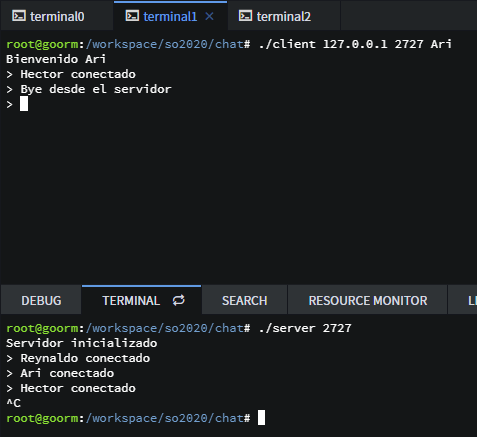 terminal0 terminal1 × terminal2
root@goorm:/workspace/so2020/chat# ./client 127.0.0.1 2727 Ari
Bienvenido Ari
> Hector conectado
> Bye desde el servidor
>
DEBUG TERMINAL SEARCH RESOURCE MONITOR
root@goorm:/workspace/so2020/chat# ./server 2727
Servidor inicializado
> Reynaldo conectado
> Ari conectado
> Hector conectado
^C
root@goorm:/workspace/so2020/chat#